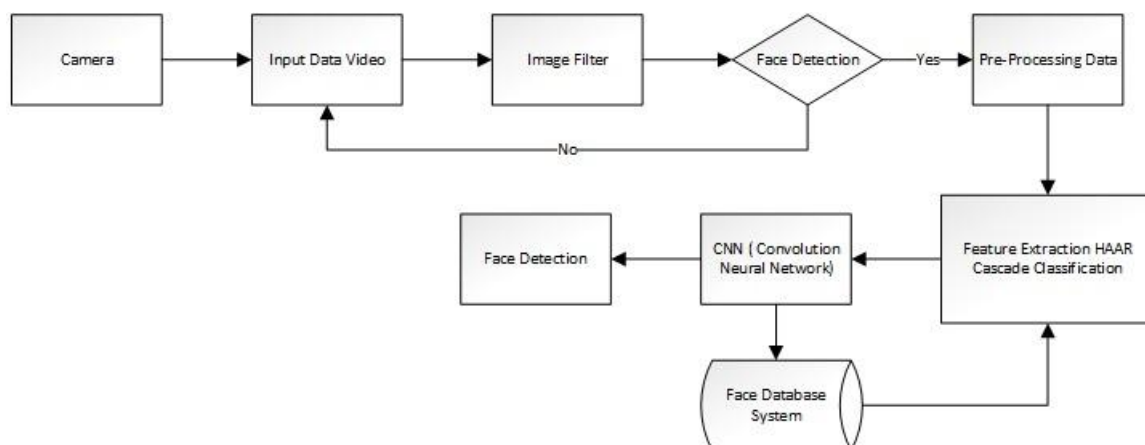 Camera
Input Data Video
Image Filter
Face Detection
Yes
Pre-Processing Data
No
Face Detection
CNN ( Convolution
Neural Network)
Feature Extraction HAAR
Cascade Classification
Face Database
System